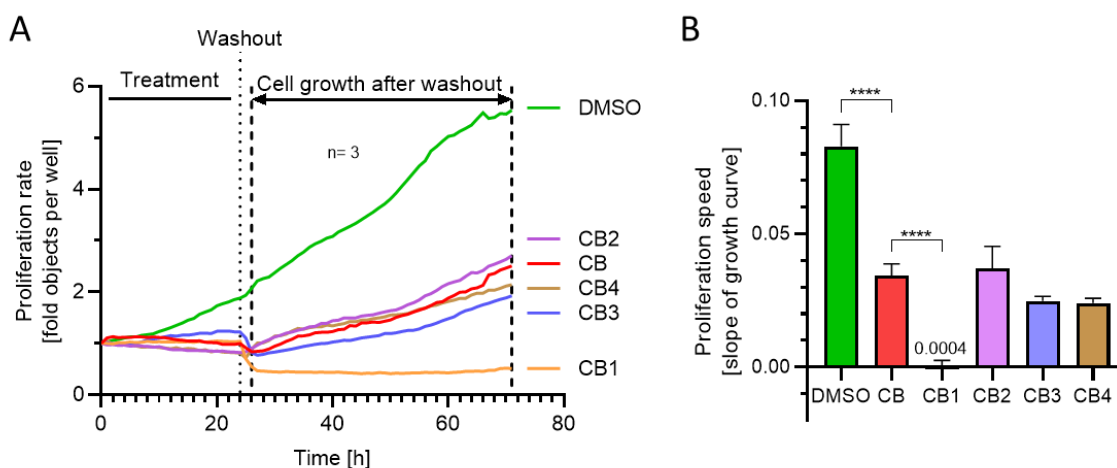 A
Washout
Treatment
Cell growth after washout
n= 3
Proliferation rate
[fold objects per well]
6
4
2
0
0
20
40
60
80
Time [h]
DMSO
CB2
CB
CB4
CB3
CB1
B
****
****
0.0004
Proliferation speed
[slope of growth curve]
0.10
0.05
0.00
DMSO
CB
CB1
CB2
CB3
CB4